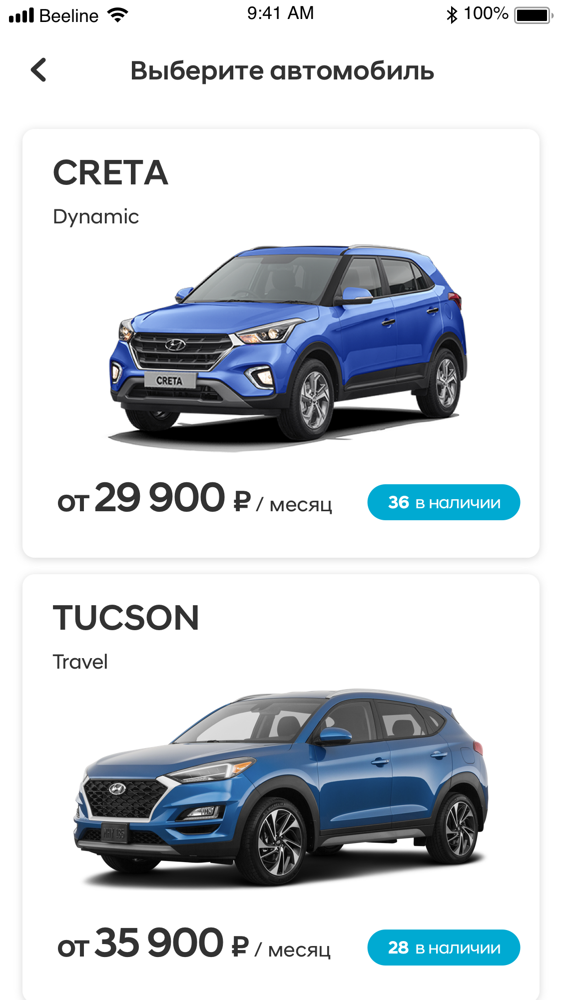 Beeline 9:41 AM 100%
Выберите автомобиль
CRETA
Dynamic
CRETA
от 29 900 ₽ / месяц 36 в наличии
TUCSON
Travel
от 35 900 ₽ / месяц 28 в наличии